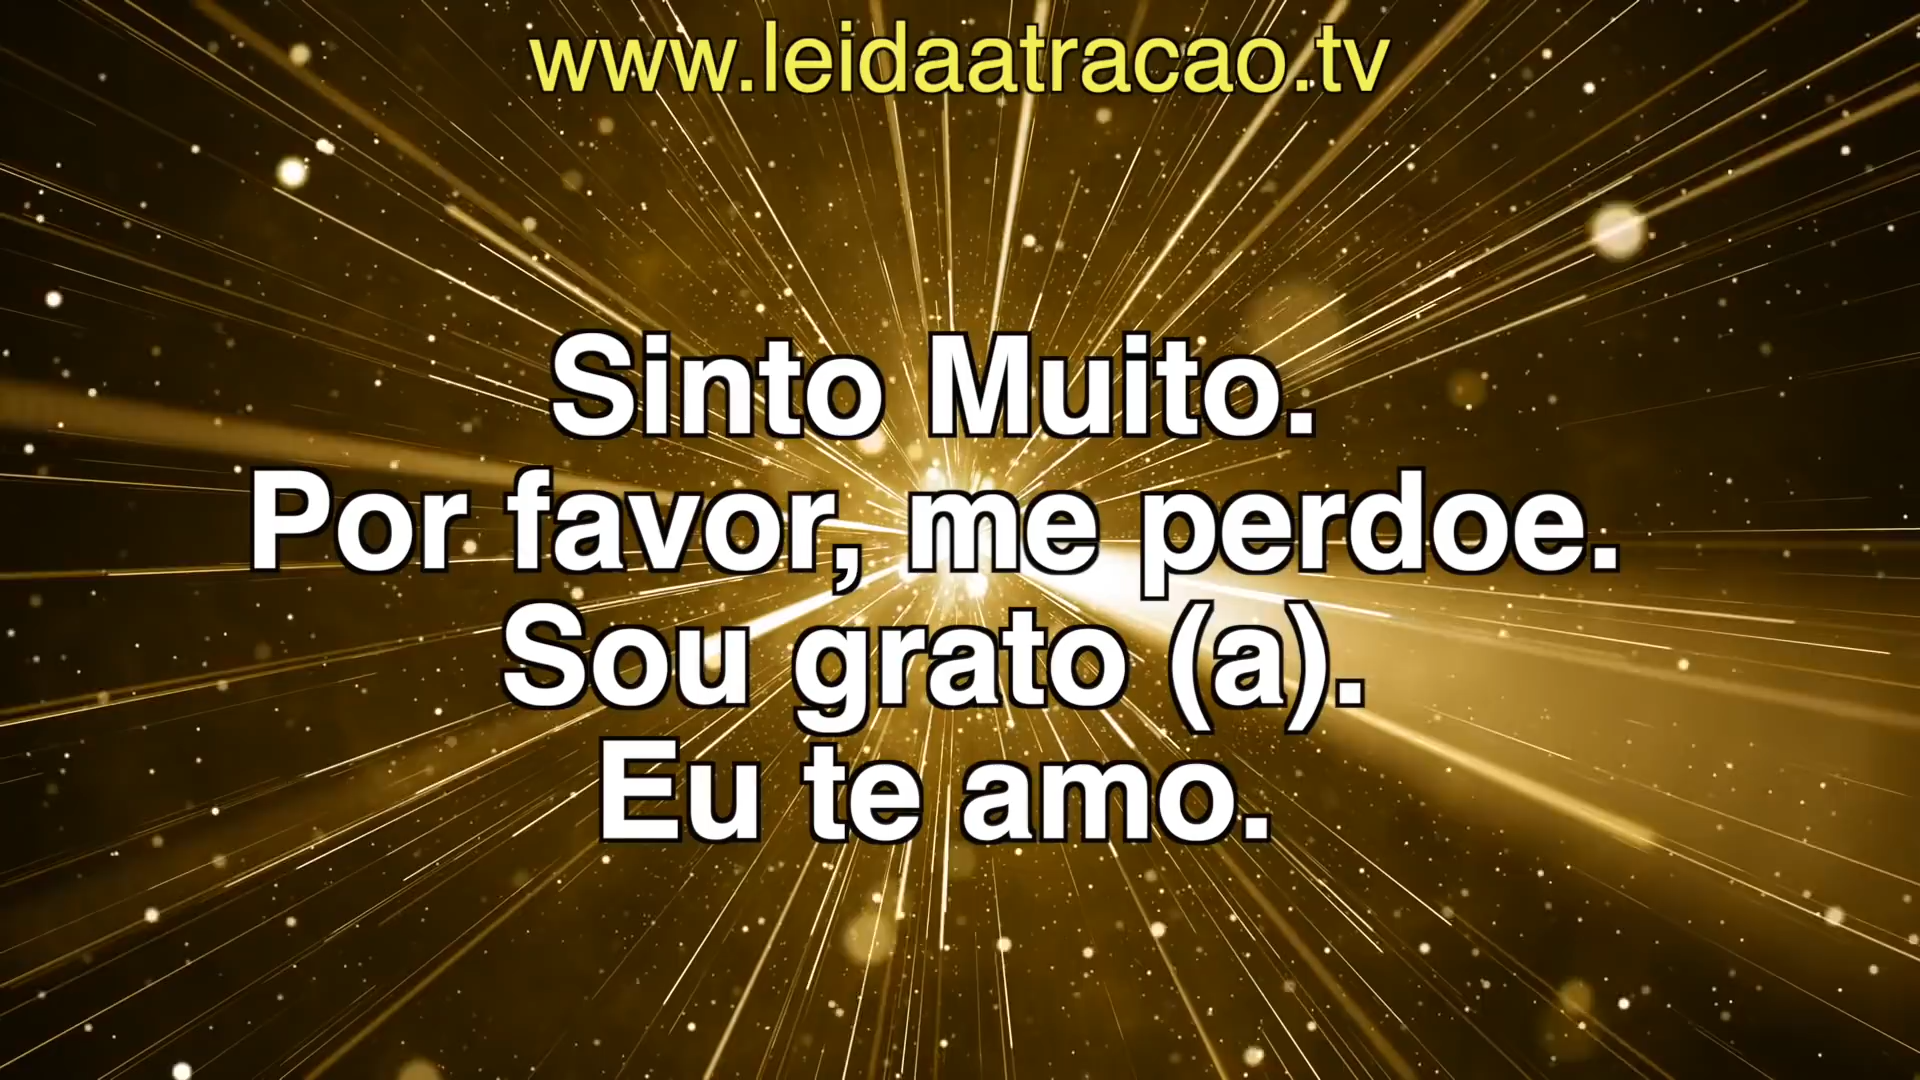 www.leidaatracao.tv
Sinto Muito.
Por favor, me perdoe.
Sou grato (a).
Eu te amo.